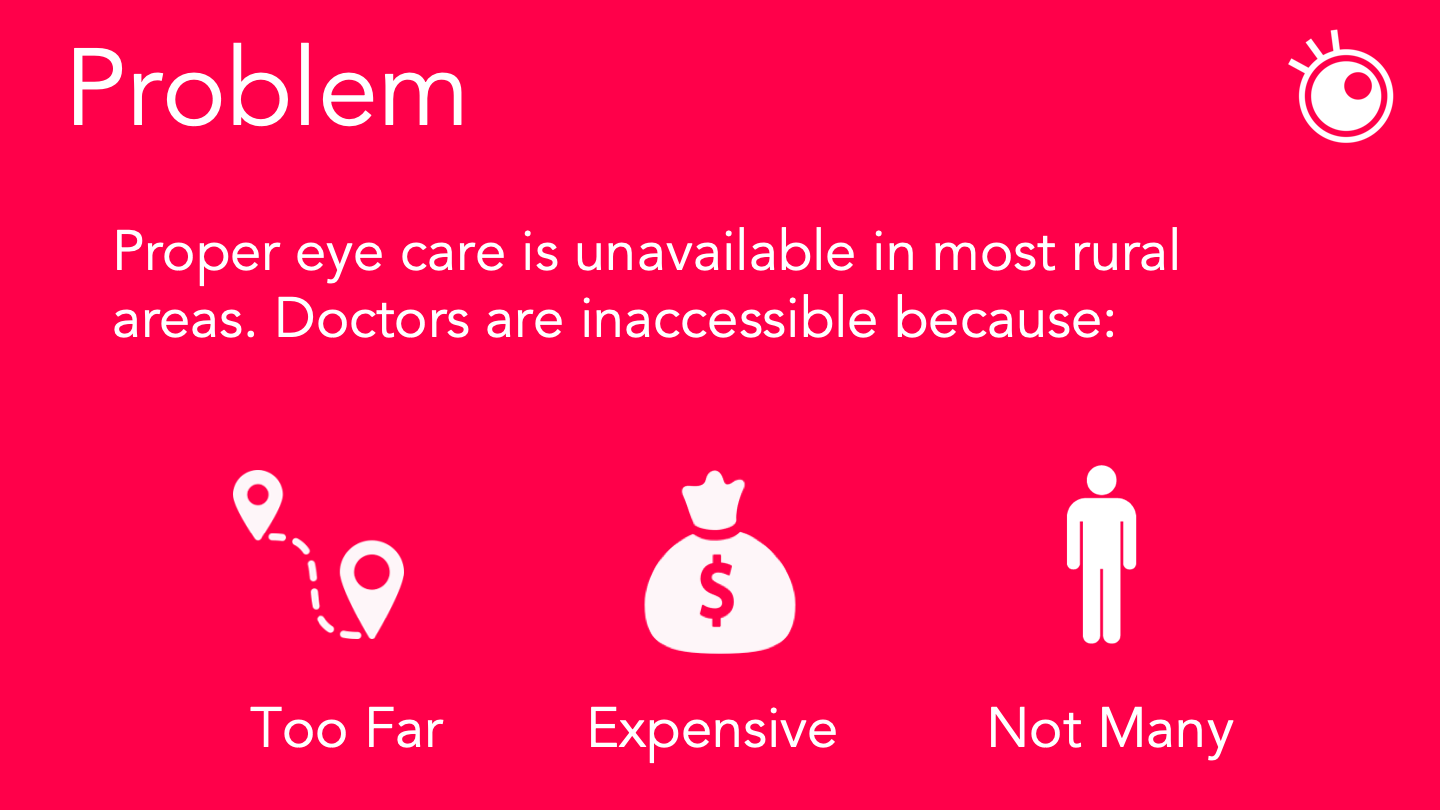 Problem
Proper eye care is unavailable in most rural
areas. Doctors are inaccessible because:
$
Too Far
Expensive
Not Many